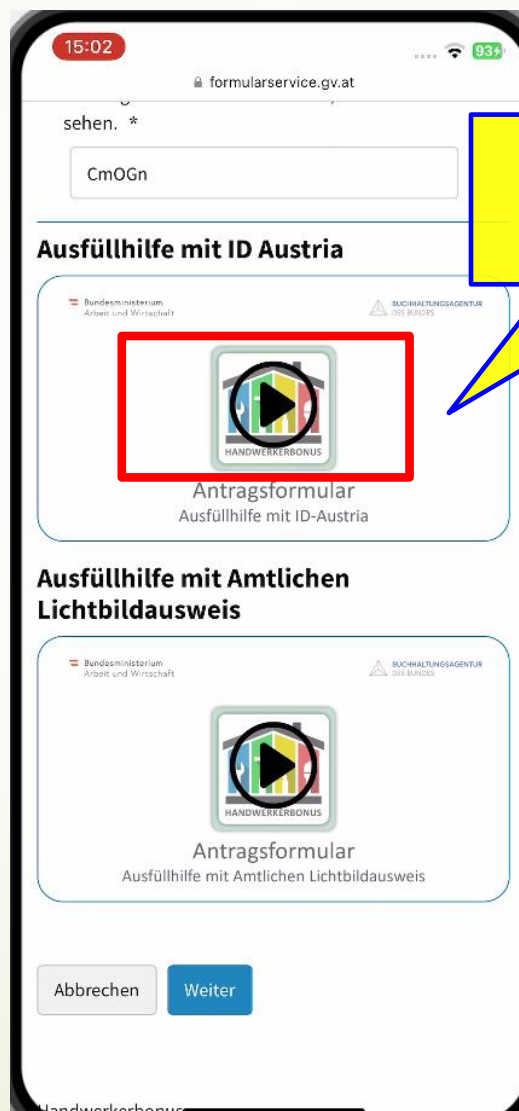 15:02
93
formularservice.gv.at
sehen. *
CmOGn
Ausfüllhilfe mit ID Austria
Bundesministerium
Arbeit und Wirtschaft
BUCHHALTUNGSAGENTUR
DES BUNDES
HANDWERKERBONUS
Antragsformular
Ausfüllhilfe mit ID-Austria
Ausfüllhilfe mit Amtlichen
Lichtbildausweis
Bundesministerium
Arbeit und Wirtschaft
BUCHHALTUNGSAGENTUR
DES BUNDES
HANDWERKERBONUS
Antragsformular
Ausfüllhilfe mit Amtlichen Lichtbildausweis
Abbrechen
Weiter
Handwerkerbonus